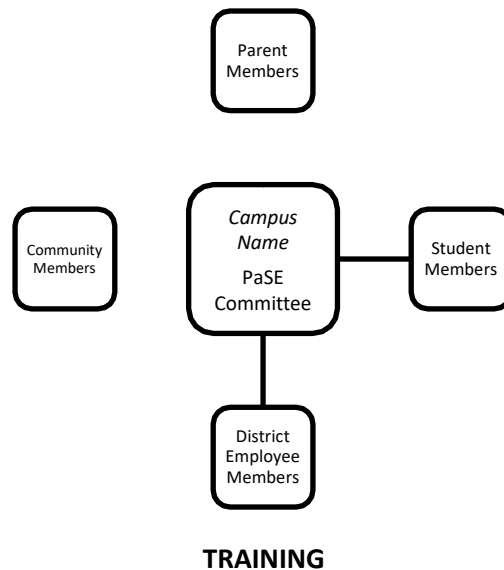 Parent
Members
Campus
Name
PaSE
Committee
Community
Members
Student
Members
District
Employee
Members
TRAINING